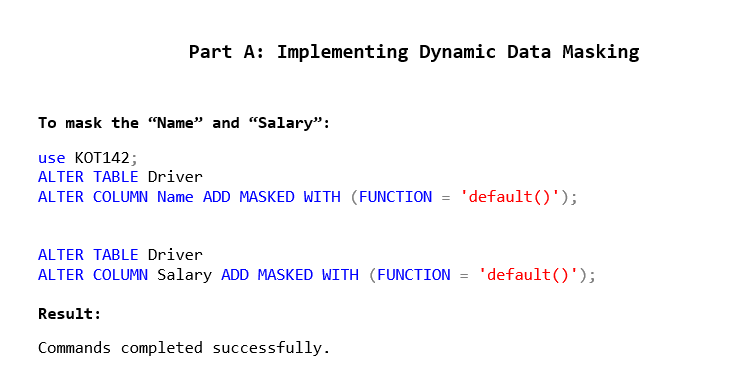 Part A: Implementing Dynamic Data Masking
To mask the “Name” and “Salary”:
use KOT142;
ALTER TABLE Driver
ALTER COLUMN Name ADD MASKED WITH (FUNCTION = 'default()');
ALTER TABLE Driver
ALTER COLUMN Salary ADD MASKED WITH (FUNCTION = 'default()');
Result:
Commands completed successfully.